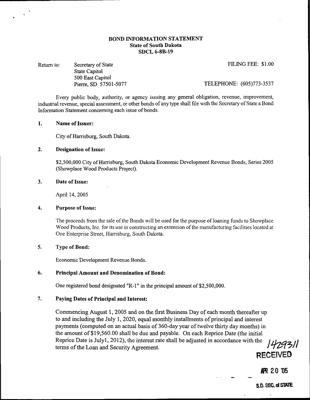 BOND INFORMATION STATEMENT
State of South Dakota
SDCL 6-8B-19
Return to: Secretary of State FILING FEE: $1.00
State Capitol
500 East Capitol
Pierre, SD 57501-5077 TELEPHONE: (605)773-3537
Every public body, authority, or agency issuing any general obligation, revenue, improvement,
industrial revenue, special assessment, or other bonds of any type shall file with the Secretary of State a Bond
Information Statement concerning each issue of bonds.
1. Name of Issuer:
City of Harrisburg, South Dakota.
2. Designation of Issue:
$2,500,000 City of Harrisburg, South Dakota Economic Development Revenue Bonds, Series 2005
(Showplace Wood Products Project).
3. Date of Issue:
April 14, 2005
4. Purpose of Issue:
The proceeds from the sale of the Bonds will be used for the purpose of loaning funds to Showplace
Wood Products, Inc. for its use in constructing an extension of the manufacturing facilities located at
One Enterprise Street, Harrisburg, South Dakota.
5. Type of Bond:
Economic Development Revenue Bonds.
6. Principal Amount and Denomination of Bond:
One registered bond designated "R-1" in the principal amount of $2,500,000.
7. Paying Dates of Principal and Interest:
Commencing August 1, 2005 and on the first Business Day of each month thereafter up
to and including the July 1, 2020, equal monthly installments of principal and interest
payments (computed on an actual basis of 360-day year of twelve thirty day months) in
the amount of $19,560.00 shall be due and payable. On each Reprice Date (the initial
Reprice Date is July1, 2012), the interest rate shall be adjusted in accordance with the
terms of the Loan and Security Agreement.
1429311
RECEIVED
APR 20 '05
S.D. SEC. of STATE